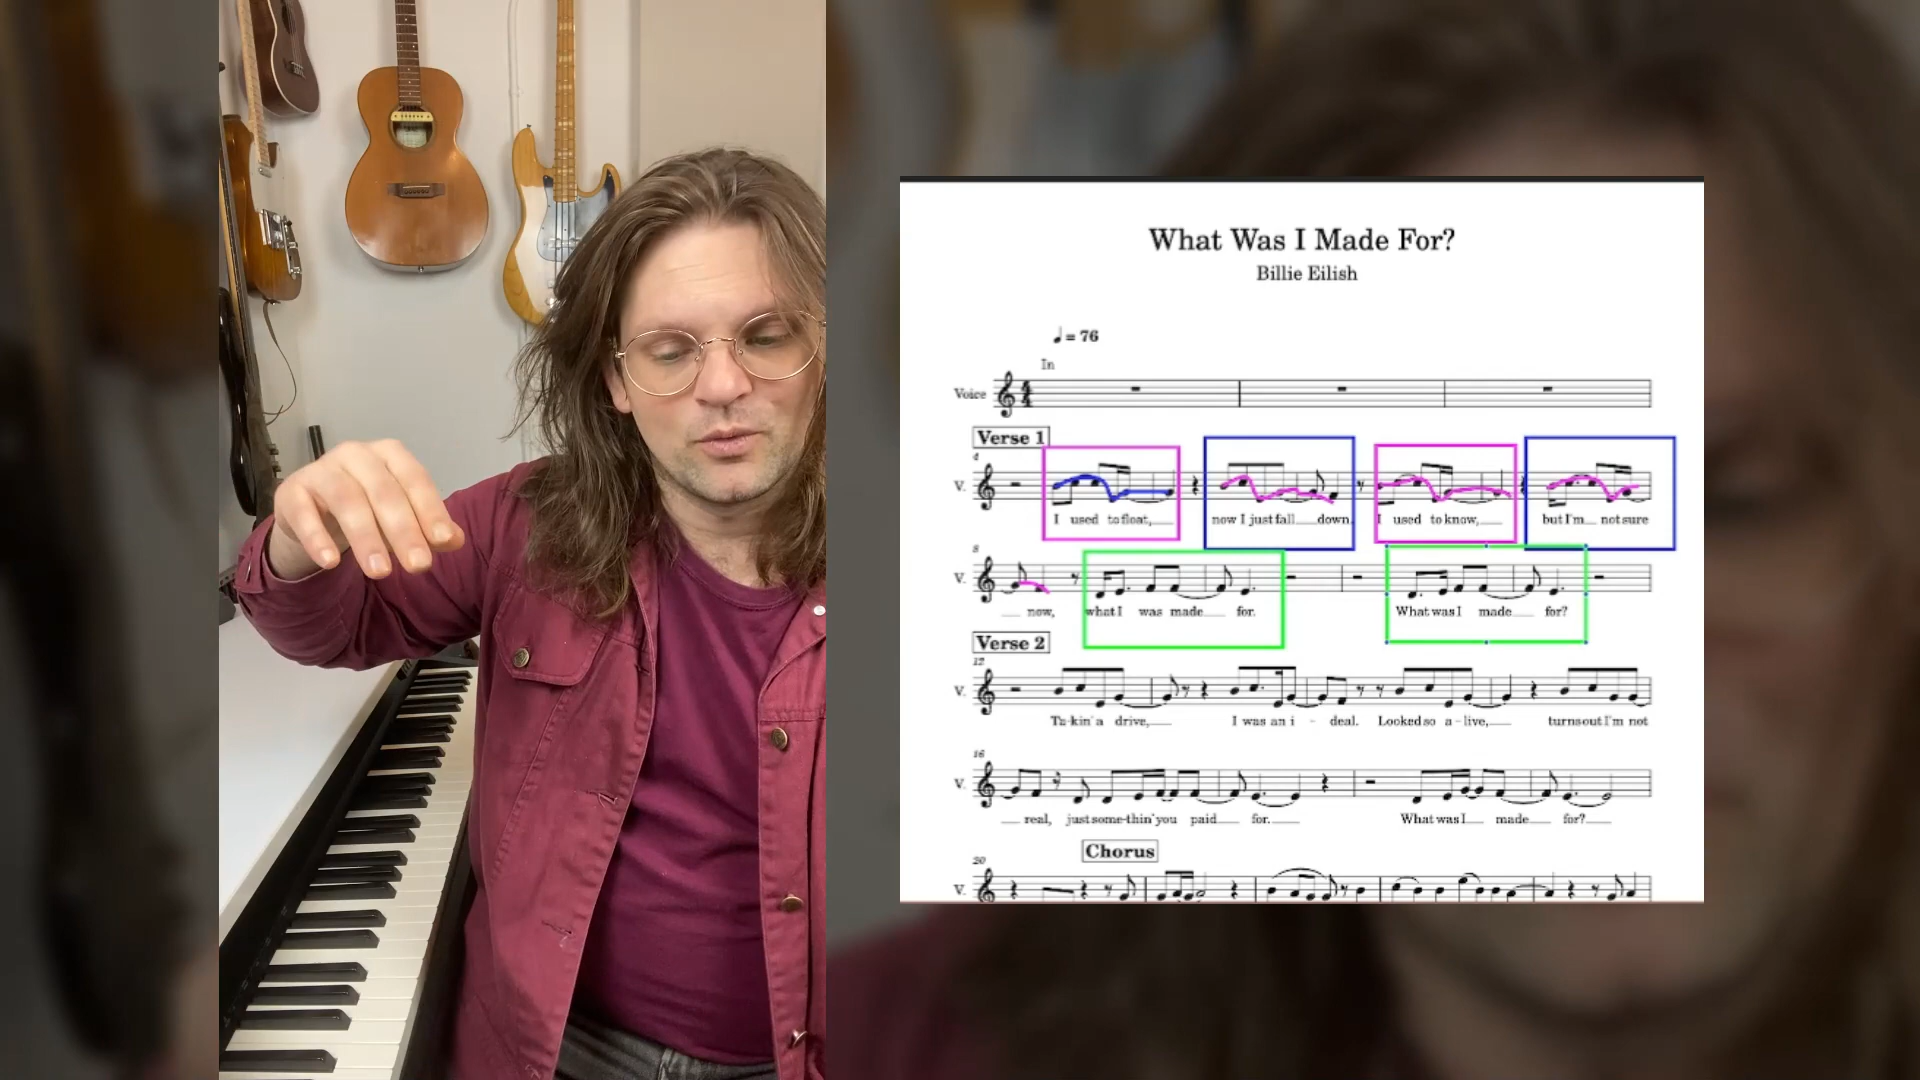 What Was I Made For?
Billie Eilish
= 76
In
Voice
Verse 1
4
V.
I used to float, now I just fall down, I used to know, but I'm not sure
8
V.
now, what I was made for. What was I made for?
Verse 2
12
V.
Ta-kin' a drive, I was an i - deal. Looked so a-live, turns out I'm not
16
V.
real, just some-thin' you paid for. What was I made for?
Chorus
20
V.